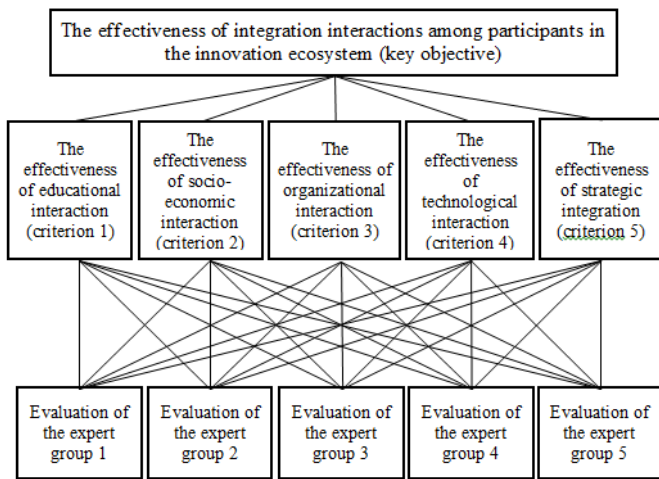 The effectiveness of integration interactions among participants in
the innovation ecosystem (key objective)
The
effectiveness
of educational
interaction
(criterion 1)
The
effectiveness
of socio-
economic
interaction
(criterion 2)
The
effectiveness of
organizational
interaction
(criterion 3)
The
effectiveness
of
technological
interaction
(criterion 4)
The
effectiveness
of strategic
integration
(criterion 5)
Evaluation of
the expert
group 1
Evaluation of
the expert
group 2
Evaluation of
the expert
group 3
Evaluation of
the expert
group 4
Evaluation of
the expert
group 5